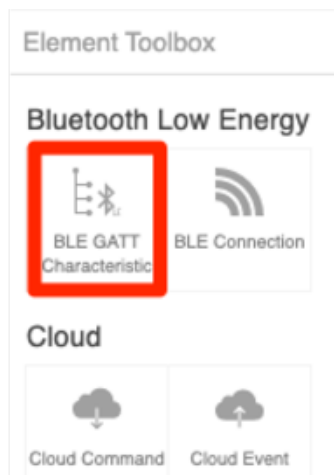 Element Toolbox
Bluetooth Low Energy
BLE GATT
Characteristic
BLE Connection
Cloud
Cloud Command
Cloud Event